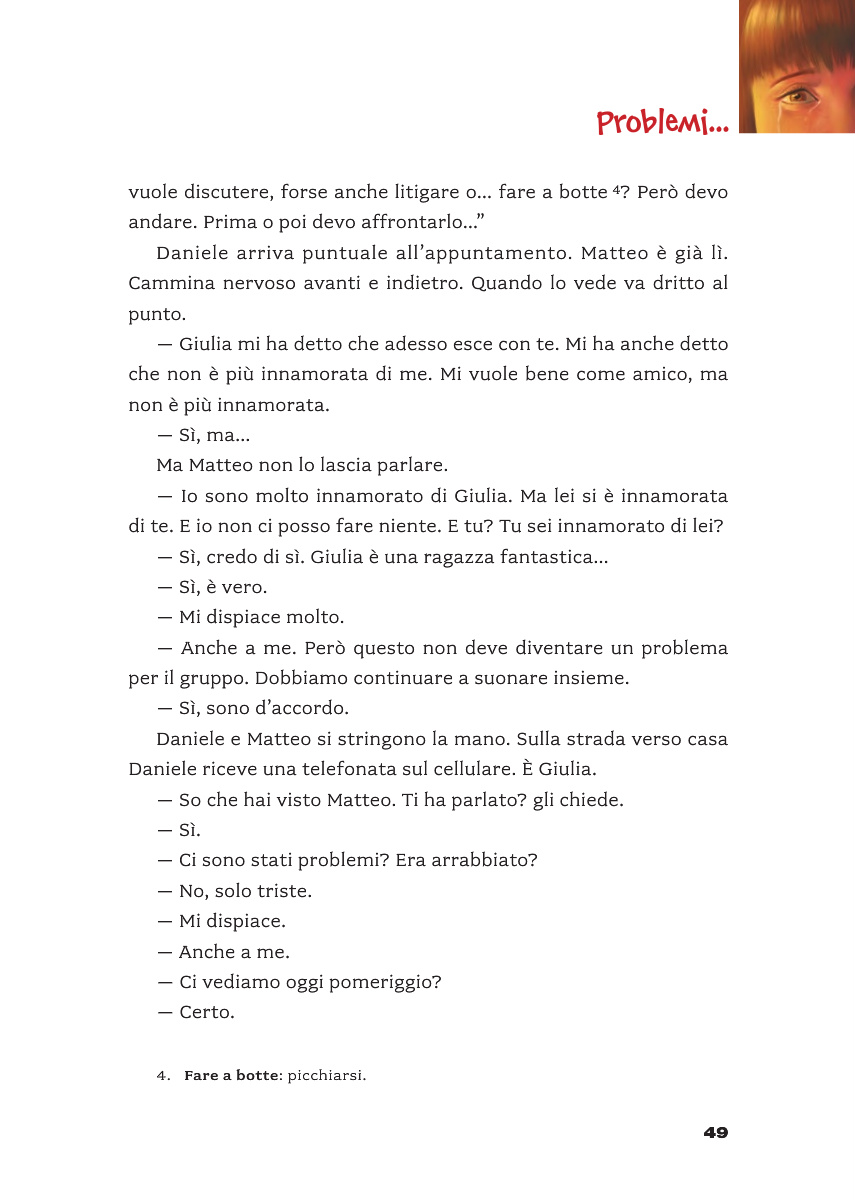 Problemi...
vuole discutere, forse anche litigare o... fare a botte 4? Però devo
andare. Prima o poi devo affrontarlo...”
Daniele arriva puntuale all’appuntamento. Matteo è già lì.
Cammina nervoso avanti e indietro. Quando lo vede va dritto al
punto.
— Giulia mi ha detto che adesso esce con te. Mi ha anche detto
che non è più innamorata di me. Mi vuole bene come amico, ma
non è più innamorata.
— Sì, ma...
Ma Matteo non lo lascia parlare.
— Io sono molto innamorato di Giulia. Ma lei si è innamorata
di te. E io non ci posso fare niente. E tu? Tu sei innamorato di lei?
— Sì, credo di sì. Giulia è una ragazza fantastica...
— Sì, è vero.
— Mi dispiace molto.
— Anche a me. Però questo non deve diventare un problema
per il gruppo. Dobbiamo continuare a suonare insieme.
— Sì, sono d’accordo.
Daniele e Matteo si stringono la mano. Sulla strada verso casa
Daniele riceve una telefonata sul cellulare. È Giulia.
— So che hai visto Matteo. Ti ha parlato? gli chiede.
— Sì.
— Ci sono stati problemi? Era arrabbiato?
— No, solo triste.
— Mi dispiace.
— Anche a me.
— Ci vediamo oggi pomeriggio?
— Certo.
4. Fare a botte: picchiarsi.
49